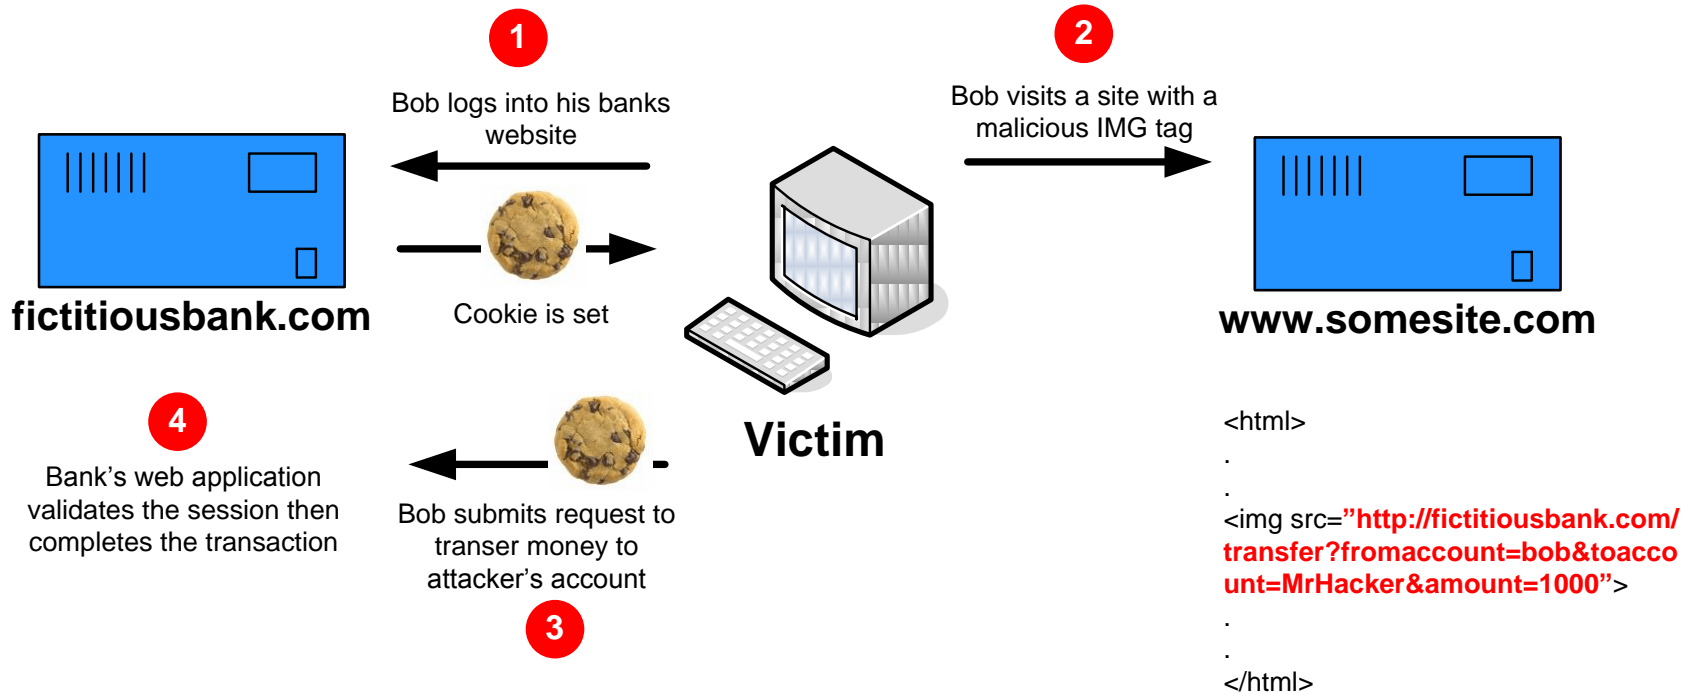 1
Bob logs into his banks
website
fictitiousbank.com
Cookie is set
2
Bob visits a site with a
malicious IMG tag
www.somesite.com
Victim
<html>
.
.
<img src=”http://fictitiousbank.com/
transfer?fromaccount=bob&toacco
unt=MrHacker&amount=1000”>
.
.
</html>
Bob submits request to
transer money to
attacker’s account
3
4
Bank’s web application
validates the session then
completes the transaction